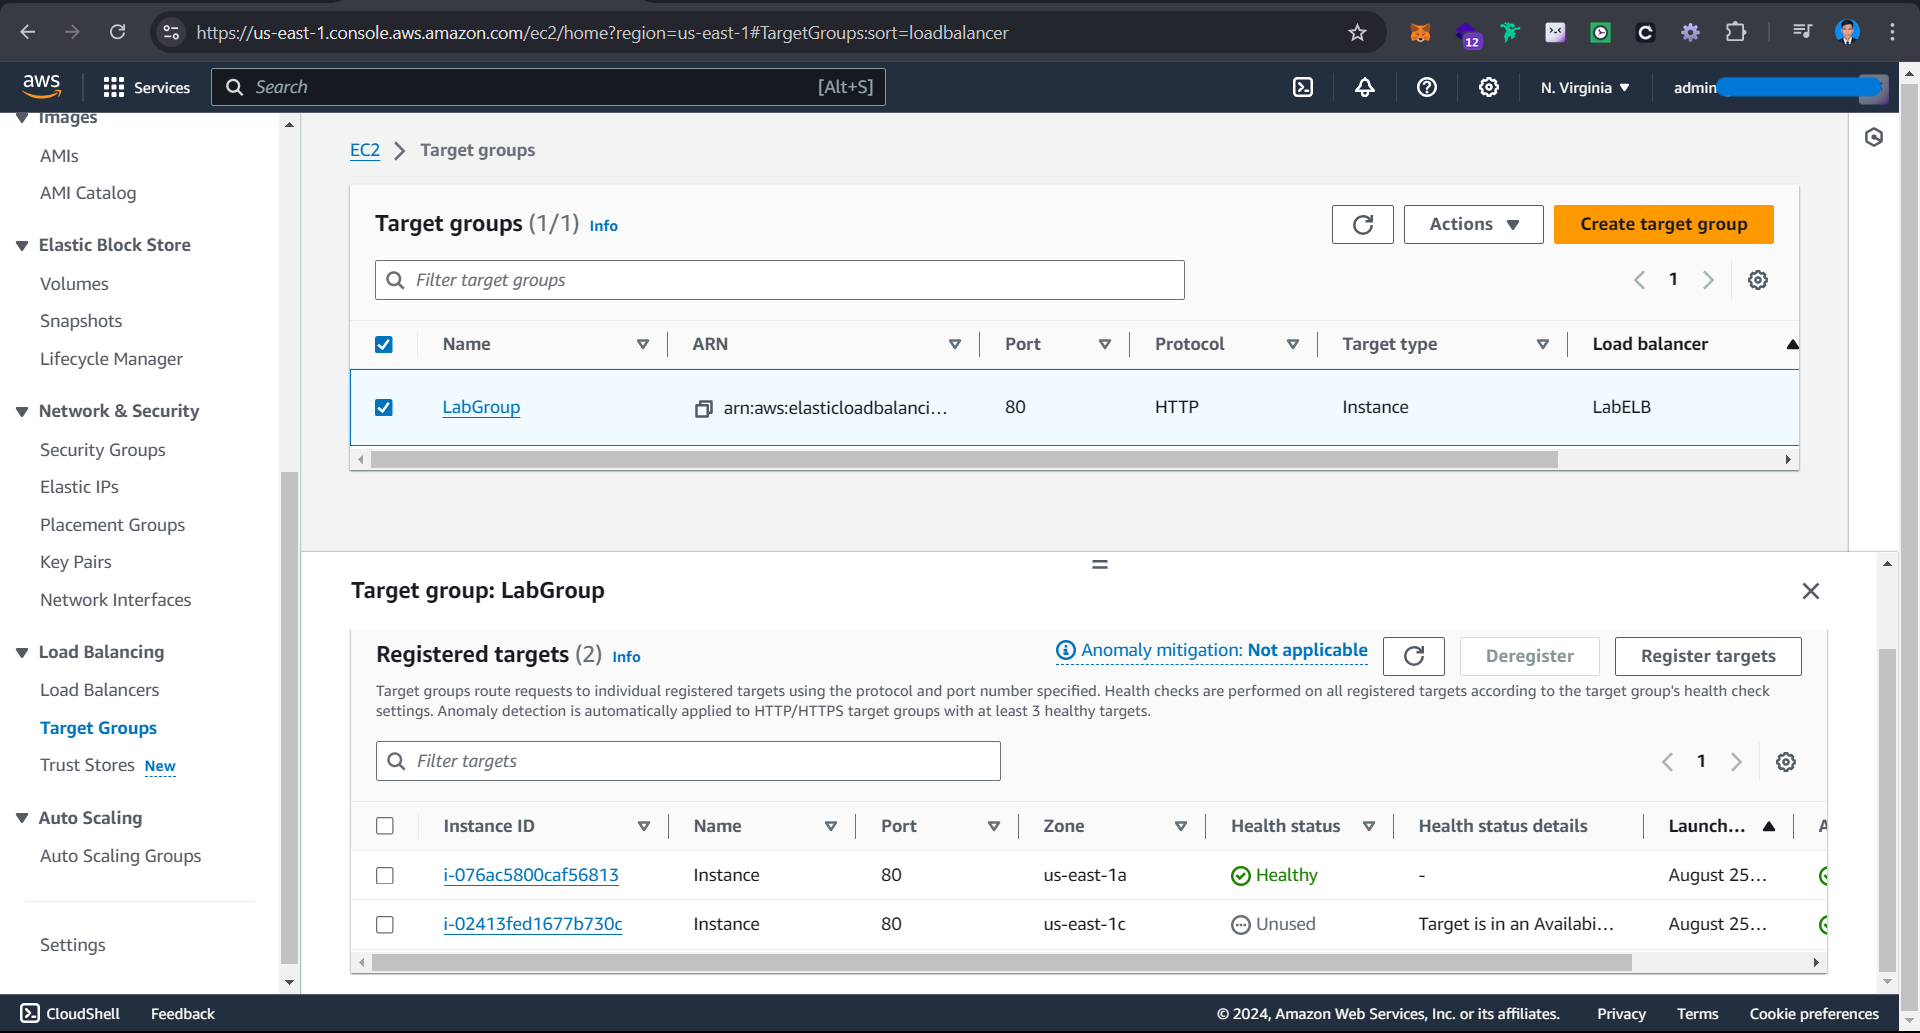 https://us-east-1.console.aws.amazon.com/ec2/home?region=us-east-1#TargetGroups:sort=loadbalancer
12
aws
Services
Search
[Alt+S]
N. Virginia
admin
Images
AMIs
AMI Catalog
Elastic Block Store
Volumes
Snapshots
Lifecycle Manager
Network & Security
Security Groups
Elastic IPs
Placement Groups
Key Pairs
Network Interfaces
Load Balancing
Load Balancers
Target Groups
Trust Stores New
Auto Scaling
Auto Scaling Groups
Settings
EC2 > Target groups
Target groups (1/1) Info
Actions
Create target group
Filter target groups
1
Name ARN Port Protocol Target type Load balancer
LabGroup arn:aws:elasticloadbalanci... 80 HTTP Instance LabELB
Target group: LabGroup
Registered targets (2) Info
Anomaly mitigation: Not applicable
Deregister
Register targets
Target groups route requests to individual registered targets using the protocol and port number specified. Health checks are performed on all registered targets according to the target group's health check
settings. Anomaly detection is automatically applied to HTTP/HTTPS target groups with at least 3 healthy targets.
Filter targets
1
Instance ID Name Port Zone Health status Health status details Launch...
i-076ac5800caf56813 Instance 80 us-east-1a Healthy - August 25...
i-02413fed1677b730c Instance 80 us-east-1c Unused Target is in an Availabi... August 25...
CloudShell Feedback
© 2024, Amazon Web Services, Inc. or its affiliates. Privacy Terms Cookie preferences